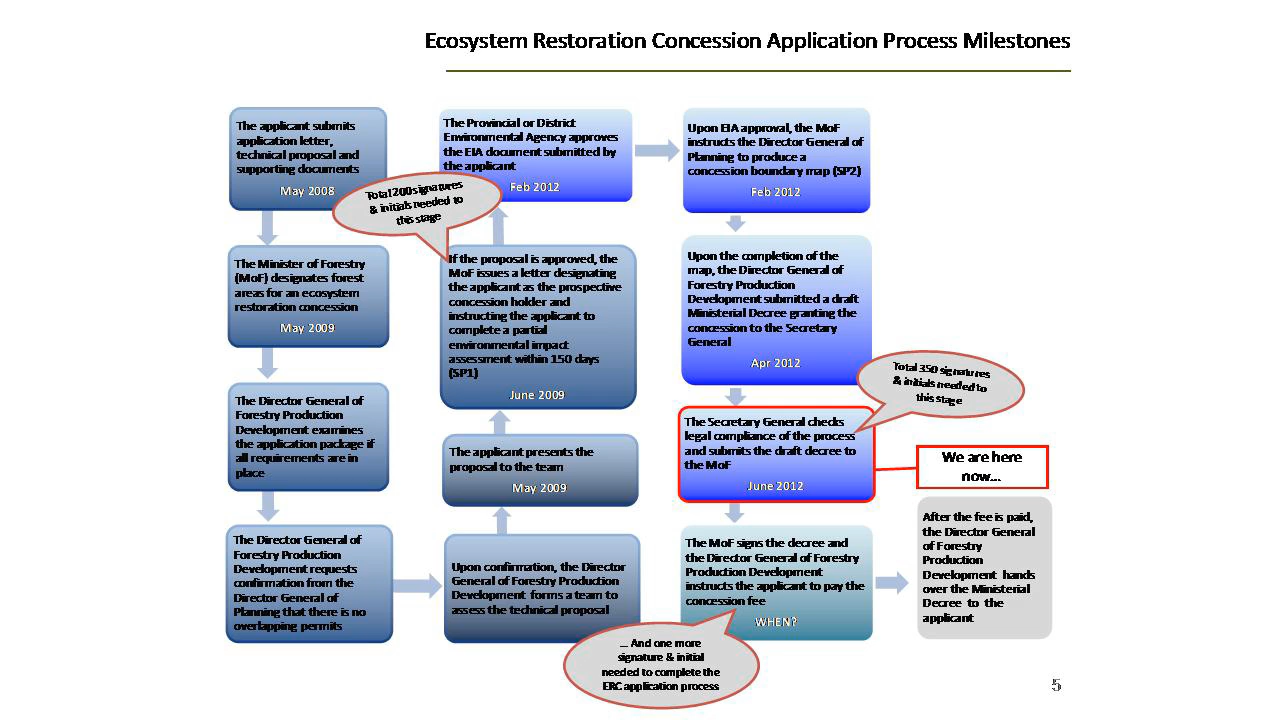 Ecosystem Restoration Concession Application Process Milestones
The applicant submits
application letter,
technical proposal and
supporting documents
May 2008
The Minister of Forestry
(MoF) designates forest
areas for an ecosystem
restoration concession
May 2009
The Director General of
Forestry Production
Development examines
the application package if
all requirements are in
place
The Director General of
Forestry Production
Development requests
confirmation from the
Director General of
Planning that there is no
overlapping permits
Upon confirmation, the Director
General of Forestry Production
Development forms a team to
assess the technical proposal
The applicant presents the
proposal to the team
May 2009
If the proposal is approved, the
MoF issues a letter designating
the applicant as the prospective
concession holder and
instructing the applicant to
complete a partial
environmental impact
assessment within 150 days
(SP1)
June 2009
Total 200 signatures
& initials needed to
this stage
The Provincial or District
Environmental Agency approves
the EIA document submitted by
the applicant
Feb 2012
Upon EIA approval, the MoF
instructs the Director General of
Planning to produce a
concession boundary map (SP2)
Feb 2012
Upon the completion of the
map, the Director General of
Forestry Production
Development submitted a draft
Ministerial Decree granting the
concession to the Secretary
General
Apr 2012
Total 350 signatures
& initials needed to
this stage
The Secretary General checks
legal compliance of the process
and submits the draft decree to
the MoF
June 2012
We are here
now...
The MoF signs the decree and
the Director General of Forestry
Production Development
instructs the applicant to pay the
concession fee
WHEN?
... And one more
signature & initial
needed to complete the
ERC application process
After the fee is paid,
the Director General
of Forestry
Production
Development hands
over the Ministerial
Decree to the
applicant
5